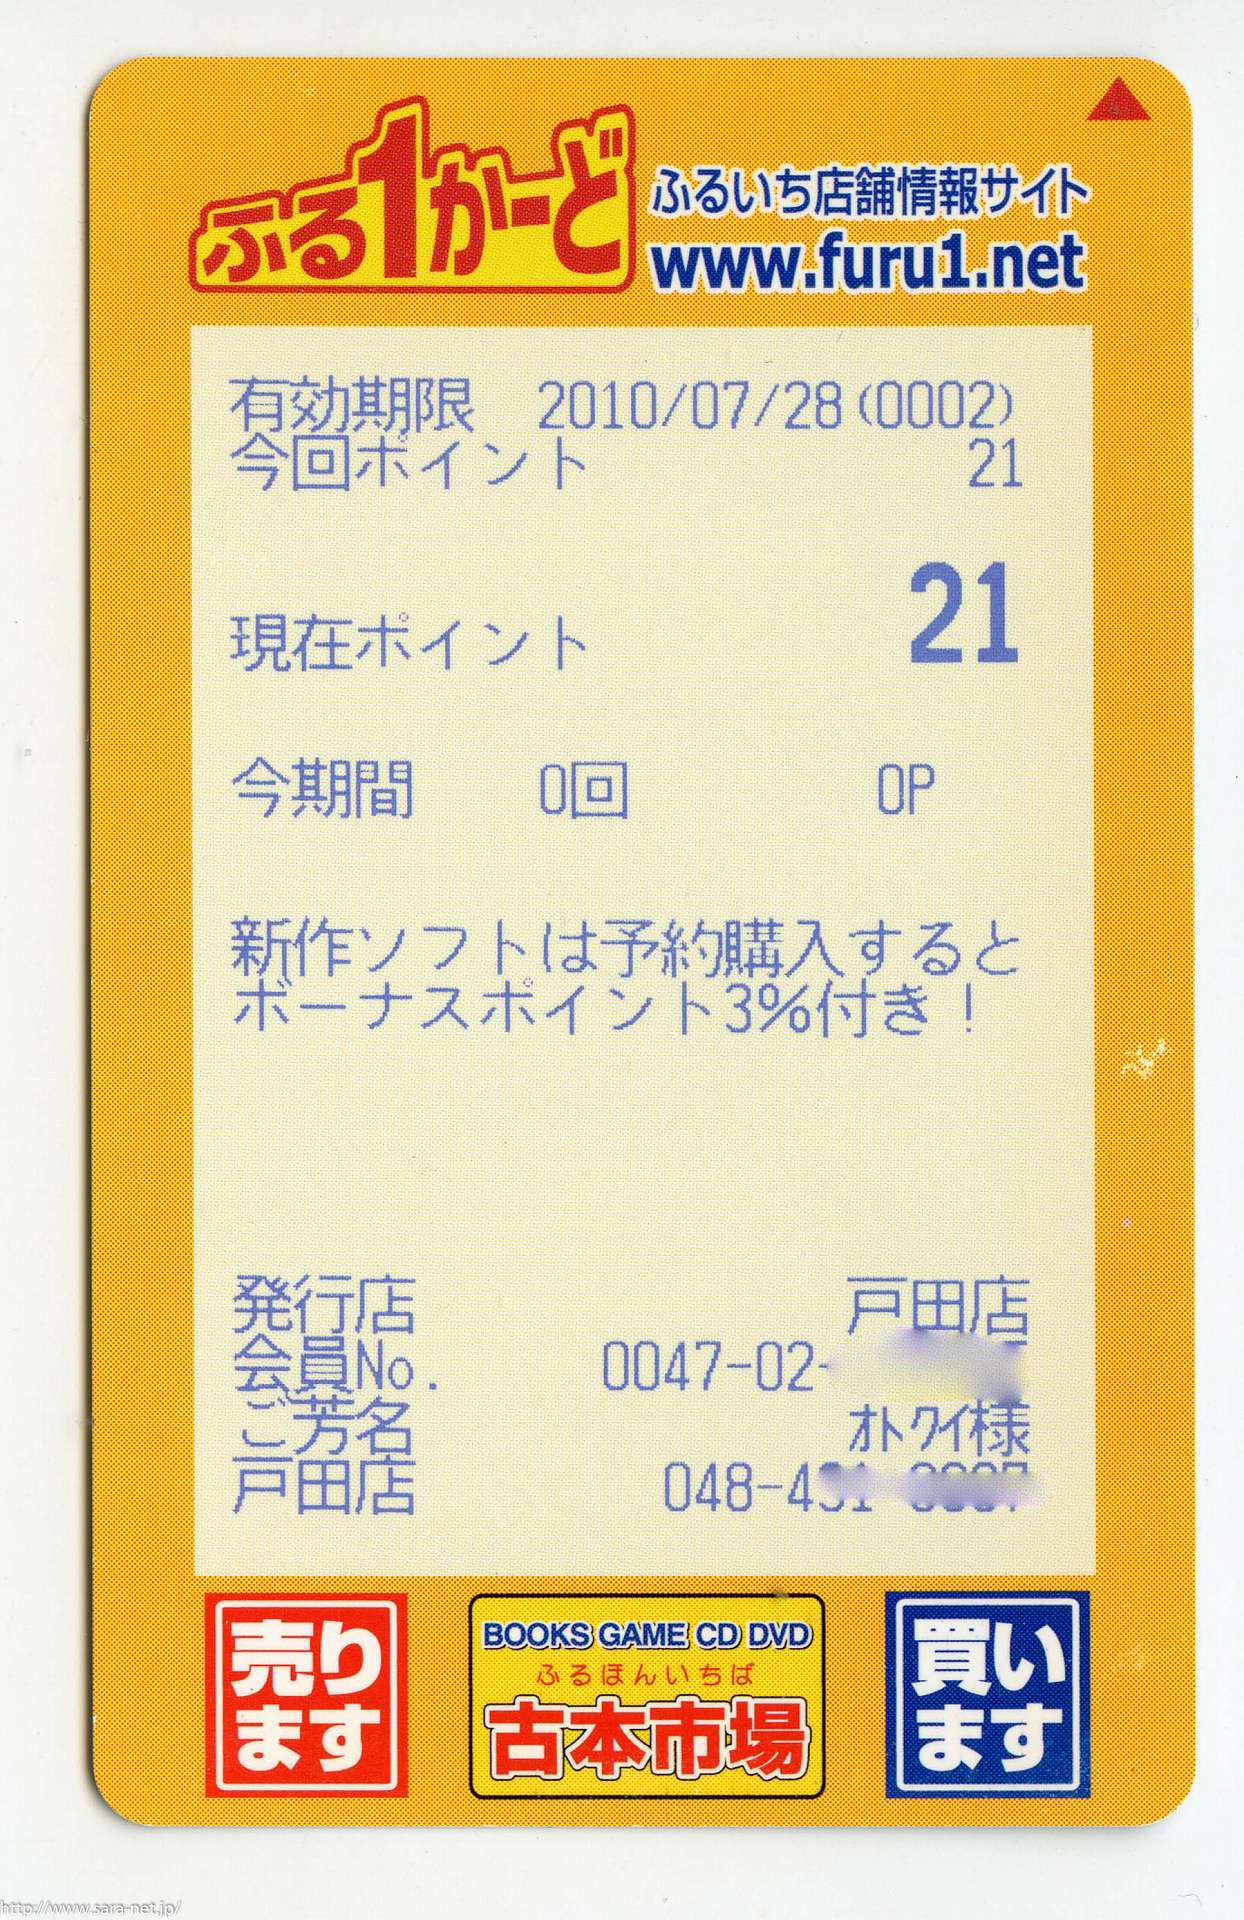 ふる1かーど
ふるいち店舗情報サイト
www.furu1.net
有効期限 2010/07/28(0002)
今回ポイント 21
現在ポイント 21
今期間 0回 0P
新作ソフトは予約購入すると
ボーナスポイント3%付き!
発行店 戸田店
会員No. 0047-02-
ご芳名 ｵﾄｸｲ様
戸田店 048-4
売り
ます
BOOKS GAME CD DVD
ふるほんいちば
古本市場
買い
ます
http://www.sara-net.jp/